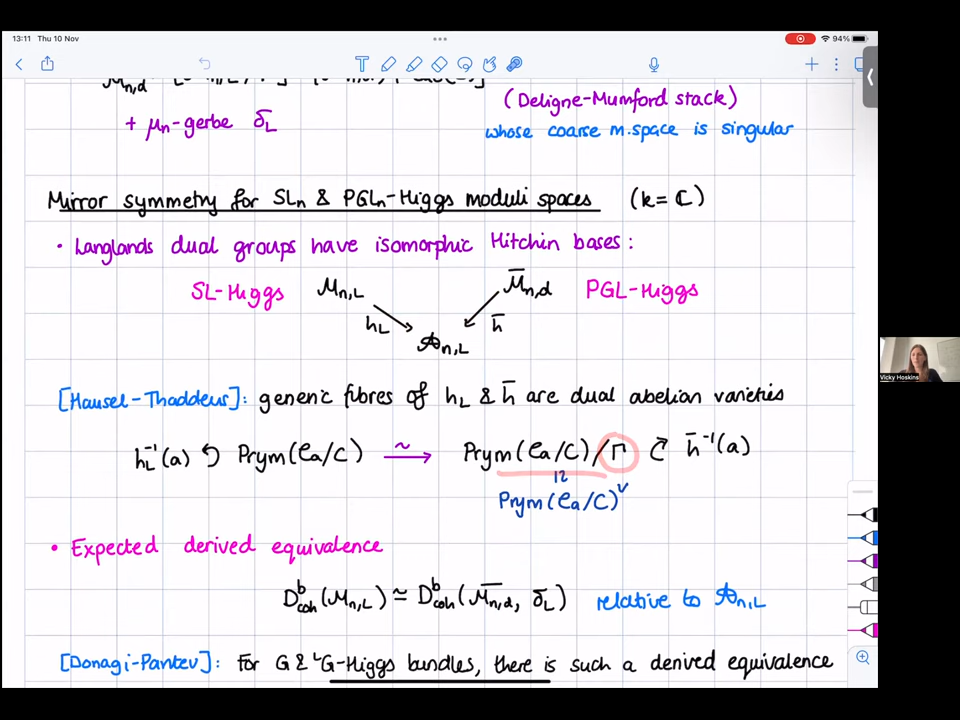 13:11 Thu 10 Nov
94%
(Deligne-Mumford stack)
+ μn-gerbe δL
whose coarse m.space is singular
Mirror symmetry for SLn & PGLn-Higgs moduli spaces (k=ℂ)
• Langlands dual groups have isomorphic Hitchin bases:
SL-Higgs ℳn,L ℳ̄n,d PGL-Higgs
hL h̄
𝒜n,L
[Hausel-Thaddeus]: generic fibres of hL & h̄ are dual abelian varieties
hL⁻¹(a) ↺ Prym(𝒞a/C) ⥲ Prym(𝒞a/C)/Γ ↻ h̄⁻¹(a)
Prym(𝒞a/C)ᵛ
• Expected derived equivalence
Dᵇcoh(ℳn,L) ≃ Dᵇcoh(ℳ̄n,d, δ̄L) relative to 𝒜n,L
[Donagi-Pantev]: For G & ᴸG-Higgs bundles, there is such a derived equivalence
Vicky Hoskins